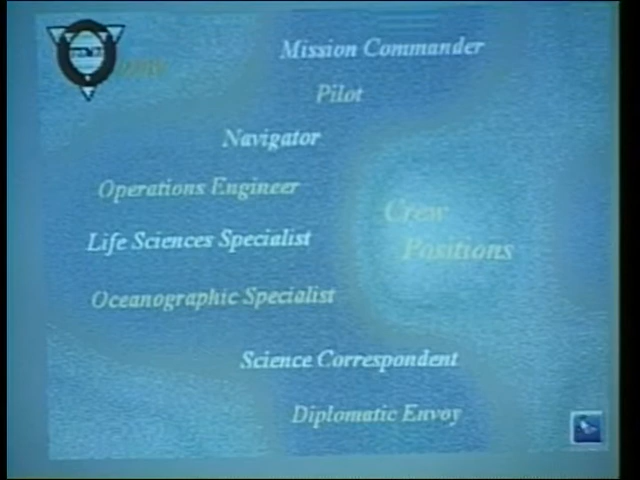 Mission Commander
Pilot
Navigator
Operations Engineer
Crew
Positions
Life Sciences Specialist
Oceanographic Specialist
Science Correspondent
Diplomatic Envoy